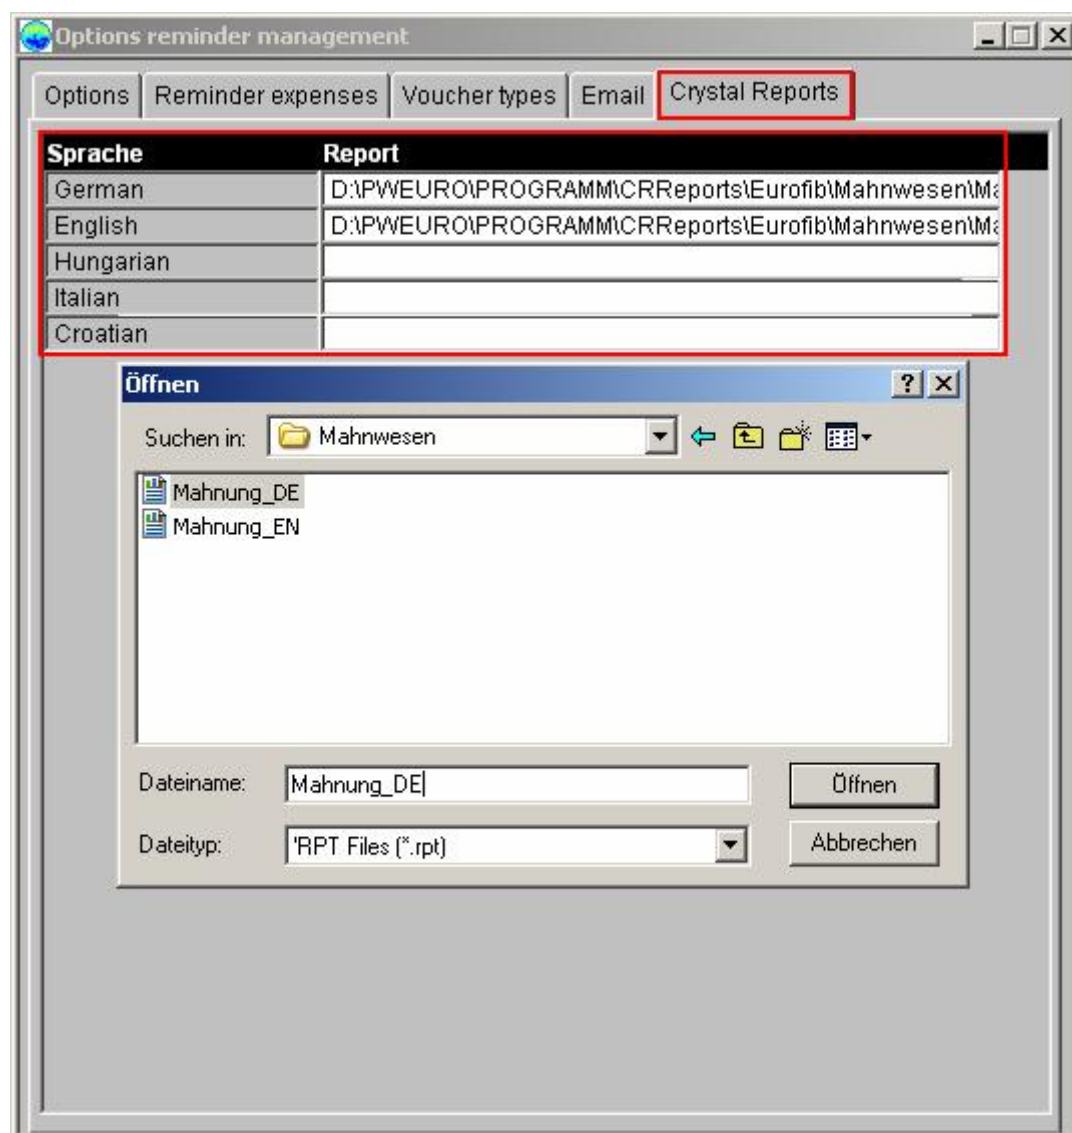 Options reminder management
Options Reminder expenses Voucher types Email Crystal Reports
Sprache Report
German D:\PWEURO\PROGRAMM\CRReports\Eurofib\Mahnwesen\Ma
English D:\PWEURO\PROGRAMM\CRReports\Eurofib\Mahnwesen\Ma
Hungarian
Italian
Croatian
Öffnen
Suchen in: Mahnwesen
Mahnung_DE
Mahnung_EN
Dateiname: Mahnung_DE Öffnen
Dateityp: 'RPT Files (*.rpt) Abbrechen